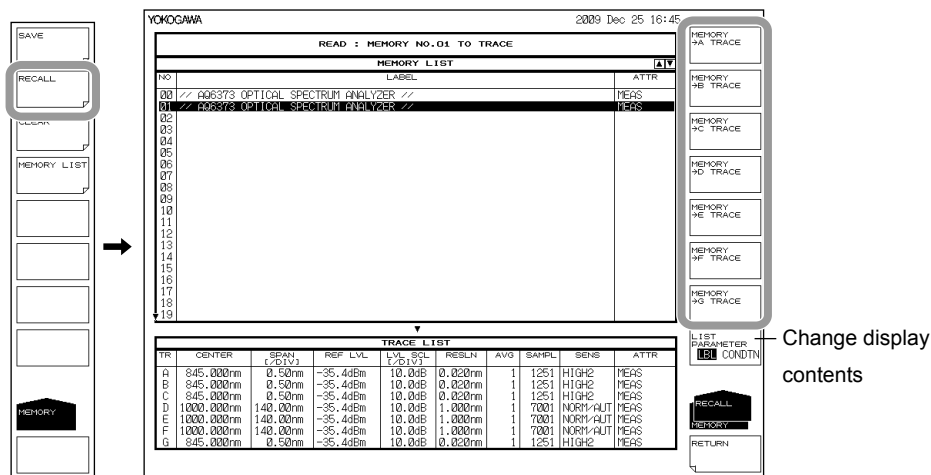 SAVE
RECALL
CLEAR
MEMORY LIST
MEMORY
YOKOGAWA 2009 Dec 25 16:45
READ : MEMORY NO.01 TO TRACE
MEMORY LIST
NO LABEL ATTR
00 // AQ6373 OPTICAL SPECTRUM ANALYZER // MEAS
01 // AQ6373 OPTICAL SPECTRUM ANALYZER // MEAS
02
03
04
05
06
07
08
09
10
11
12
13
14
15
16
17
18
19
TRACE LIST
TR CENTER SPAN [/DIV] REF LVL LVL SCL [/DIV] RESLN AVG SAMPL SENS ATTR
A 845.000nm 0.50nm -35.4dBm 10.0dB 0.020nm 1 1251 HIGH2 MEAS
B 845.000nm 0.50nm -35.4dBm 10.0dB 0.020nm 1 1251 HIGH2 MEAS
C 845.000nm 0.50nm -35.4dBm 10.0dB 0.020nm 1 1251 HIGH2 MEAS
D 1000.000nm 140.00nm -35.4dBm 10.0dB 1.000nm 1 7001 NORM/AUT MEAS
E 1000.000nm 140.00nm -35.4dBm 10.0dB 1.000nm 1 7001 NORM/AUT MEAS
F 1000.000nm 140.00nm -35.4dBm 10.0dB 1.000nm 1 7001 NORM/AUT MEAS
G 845.000nm 0.50nm -35.4dBm 10.0dB 0.020nm 1 1251 HIGH2 MEAS
MEMORY
→A TRACE
MEMORY
→B TRACE
MEMORY
→C TRACE
MEMORY
→D TRACE
MEMORY
→E TRACE
MEMORY
→F TRACE
MEMORY
→G TRACE
LIST
PARAMETER
LBL CONDTN
RECALL
MEMORY
RETURN
Change display
contents